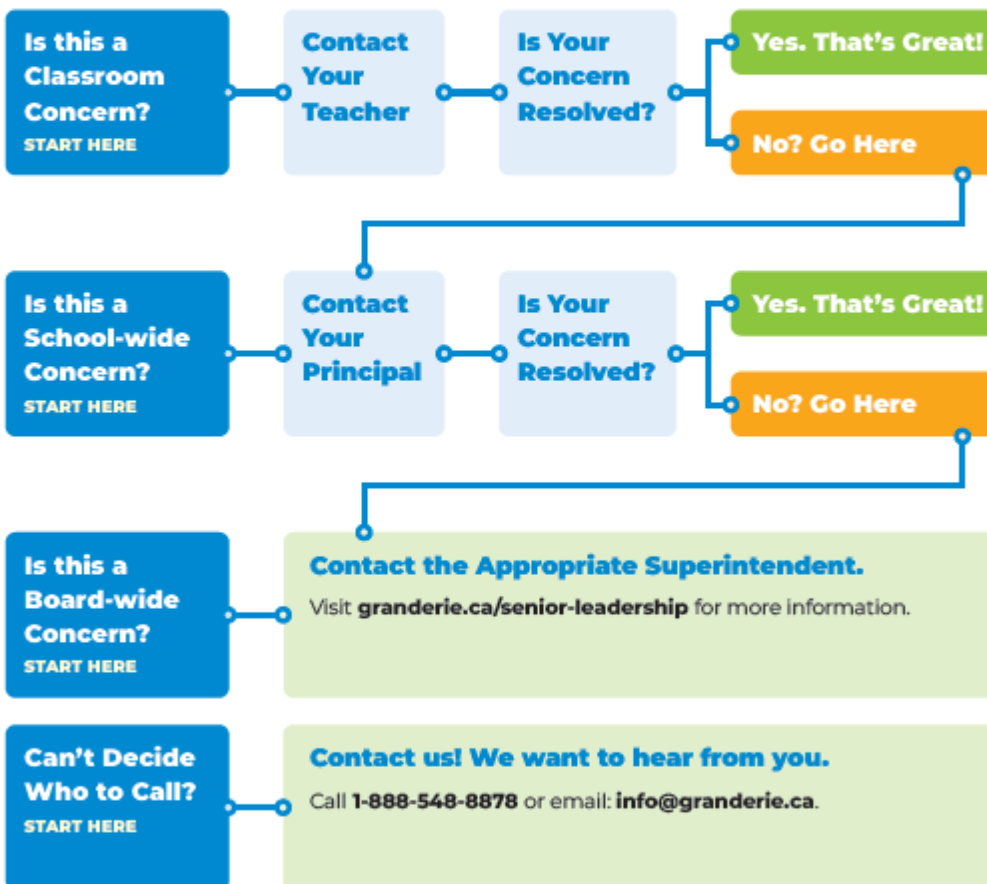 Is this a
Classroom
Concern?
START HERE
Contact
Your
Teacher
Is Your
Concern
Resolved?
Yes. That's Great!
No? Go Here
Is this a
School-wide
Concern?
START HERE
Contact
Your
Principal
Is Your
Concern
Resolved?
Yes. That's Great!
No? Go Here
Is this a
Board-wide
Concern?
START HERE
Contact the Appropriate Superintendent.
Visit granderie.ca/senior-leadership for more information.
Can't Decide
Who to Call?
START HERE
Contact us! We want to hear from you.
Call 1-888-548-8878 or email: info@granderie.ca.